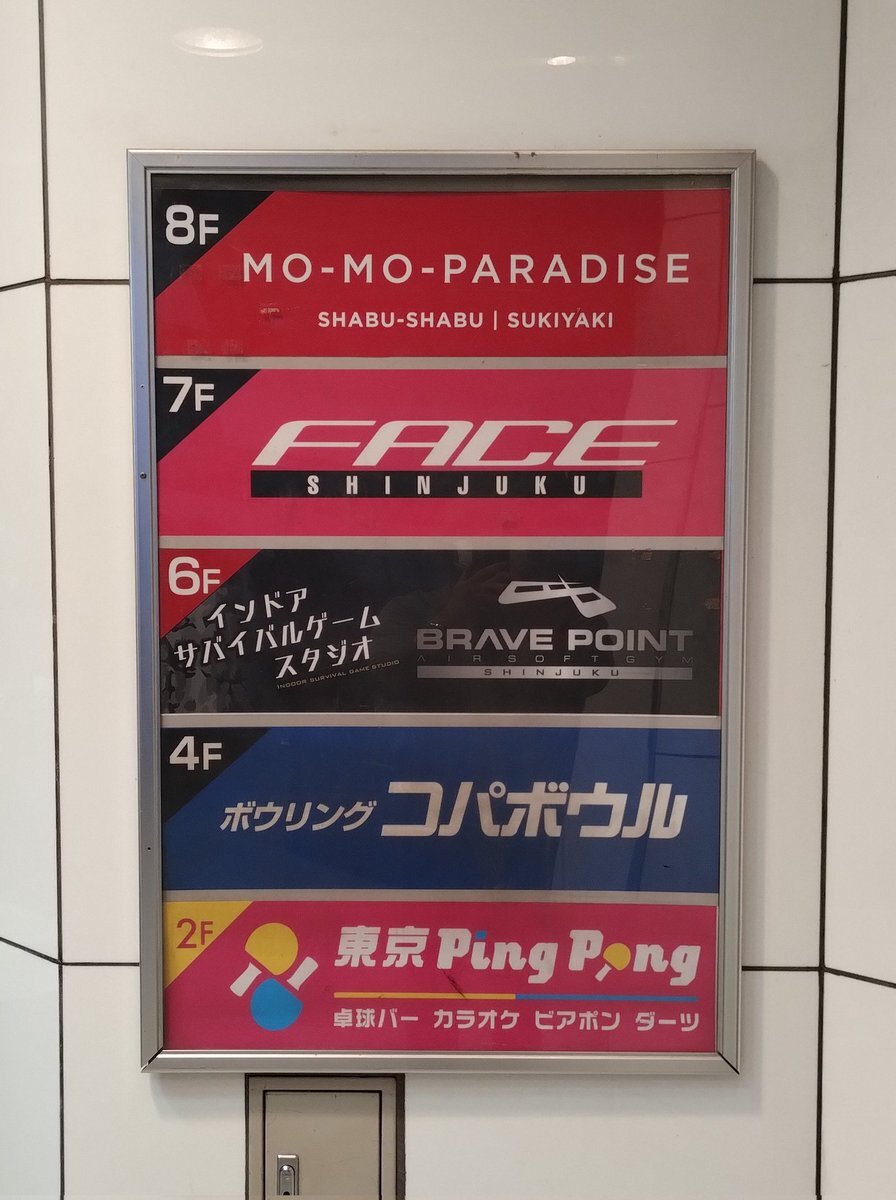 8F
MO-MO-PARADISE
SHABU-SHABU | SUKIYAKI
7F
FACE
SHINJUKU
6F
インドア
サバイバルゲーム
スタジオ
INDOOR SURVIVAL GAME STUDIO
BRAVE POINT
AIRSOFT GYM
SHINJUKU
4F
ボウリング コパボウル
2F
東京 Ping Pong
卓球バー カラオケ ビアポン ダーツ